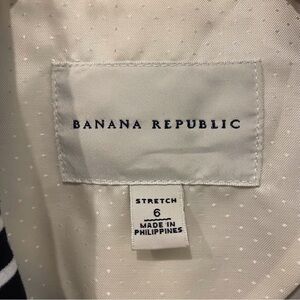 BANANA REPUBLIC
STRETCH
6
MADE IN
PHILIPPINES